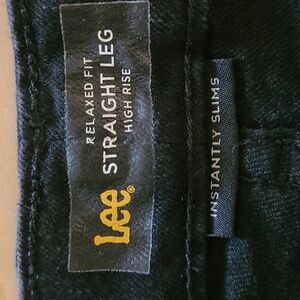 Lee®
RELAXED FIT
STRAIGHT LEG
HIGH RISE
INSTANTLY SLIMS